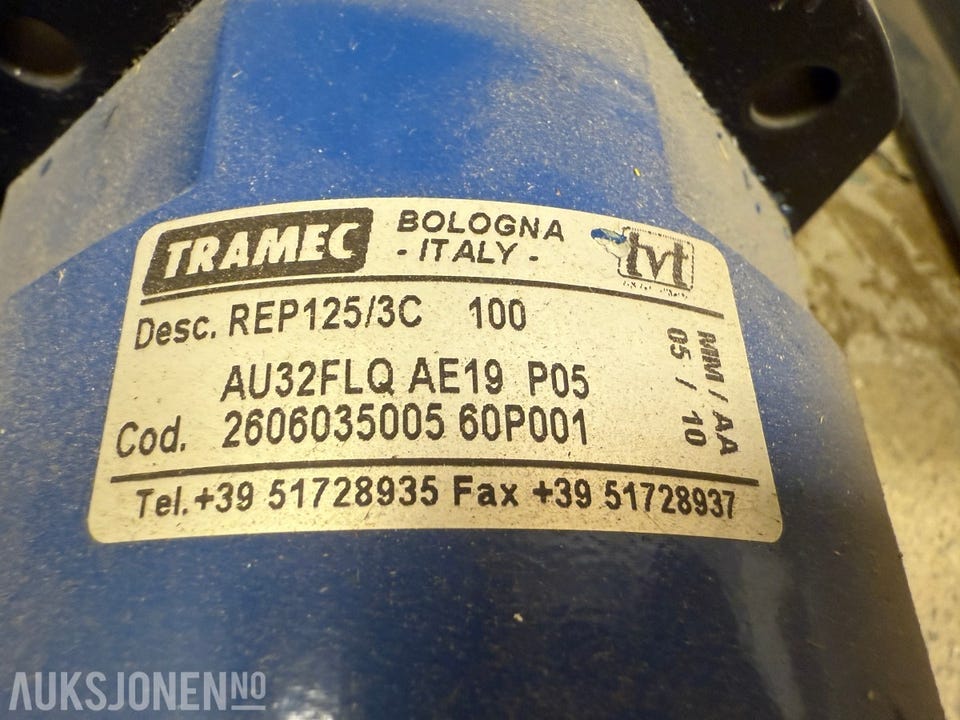 TRAMEC BOLOGNA - ITALY - tvt
Desc. REP125/3C 100
AU32FLQ AE19 P05
Cod. 2606035005 60P001
MM / AA
05 / 10
Tel.+39 51728935 Fax +39 51728937
AUKSJONEN.NO